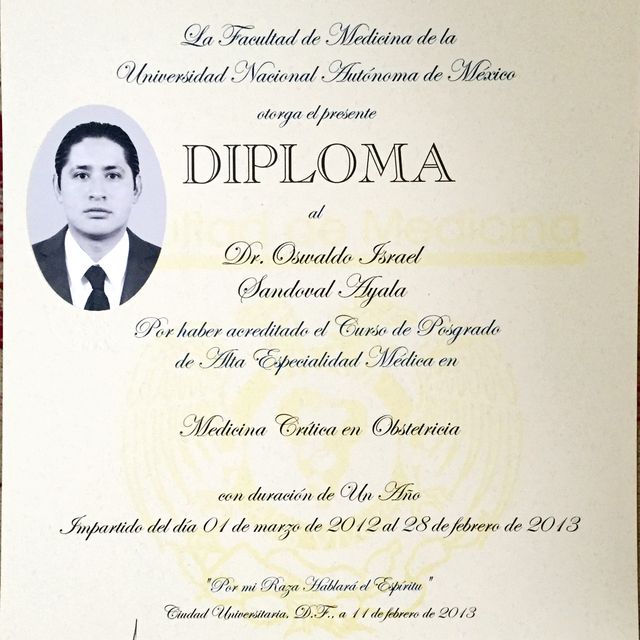 La Facultad de Medicina de la
Universidad Nacional Autónoma de México
otorga el presente
DIPLOMA
al
Facultad de Medicina
Dr. Oswaldo Israel
Sandoval Ayala
Por haber acreditado el Curso de Posgrado
de Alta Especialidad Médica en
Medicina Crítica en Obstetricia
con duración de Un Año
Impartido del día 01 de marzo de 2012 al 28 de febrero de 2013
"Por mi Raza Hablará el Espíritu"
Ciudad Universitaria, D.F., a 11 de febrero de 2013